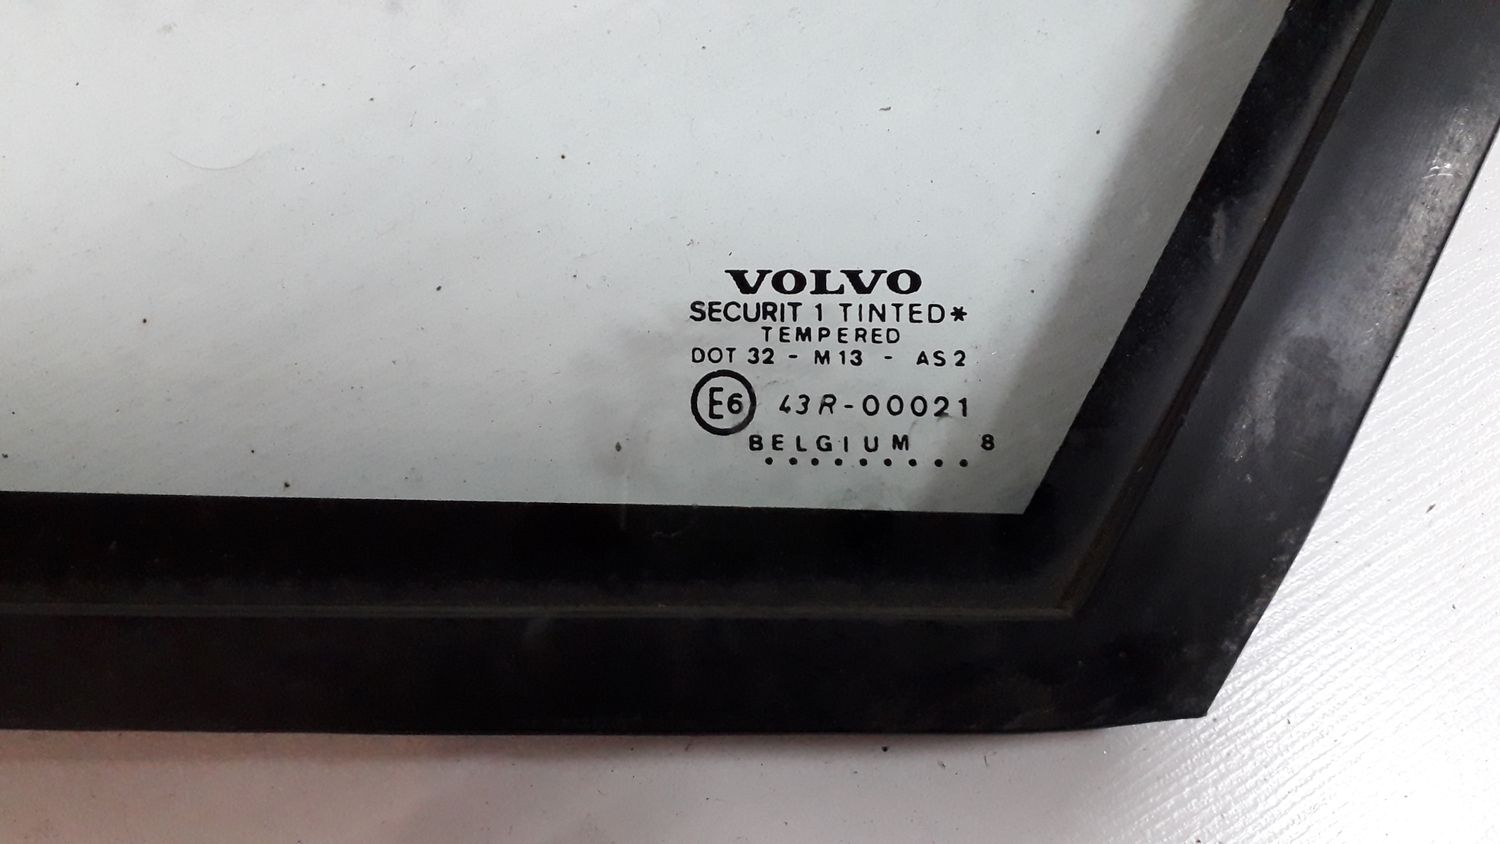 VOLVO
SECURIT 1 TINTED*
TEMPERED
DOT 32 - M13 - AS2
E6 43R-00021
BELGIUM 8
.........